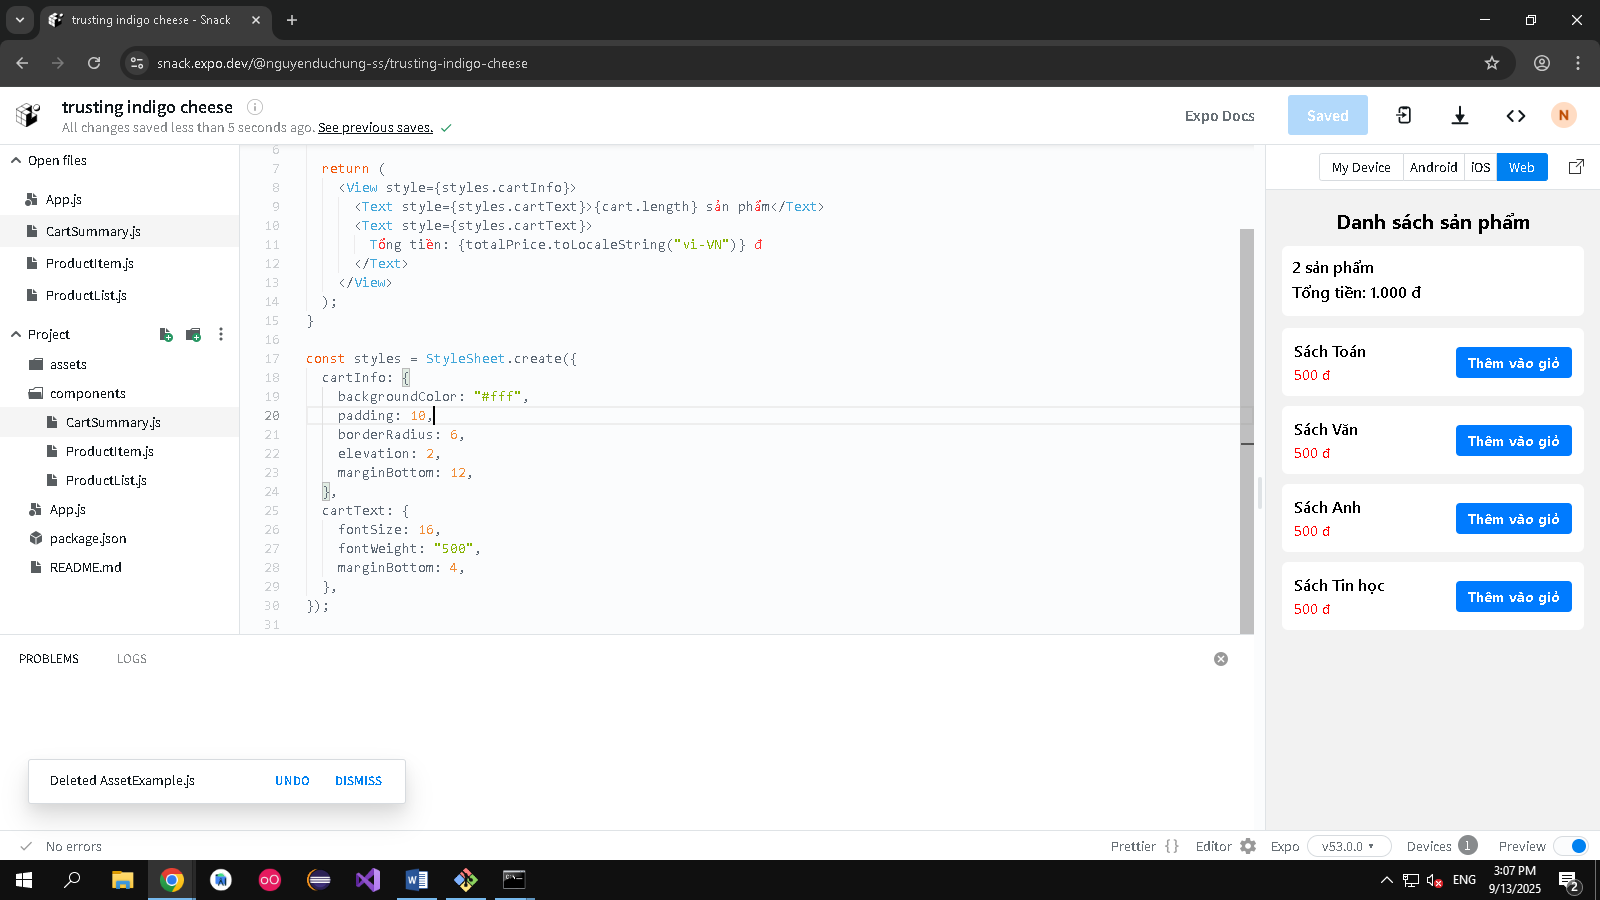 trusting indigo cheese - Snack
snack.expo.dev/@nguyenduchung-ss/trusting-indigo-cheese
trusting indigo cheese
All changes saved less than 5 seconds ago. See previous saves.
Expo Docs
Saved
N
Open files
App.js
CartSummary.js
ProductItem.js
ProductList.js
Project
assets
components
CartSummary.js
ProductItem.js
ProductList.js
App.js
package.json
README.md
6
7 return (
8 <View style={styles.cartInfo}>
9 <Text style={styles.cartText}>{cart.length} sản phẩm</Text>
10 <Text style={styles.cartText}>
11 Tổng tiền: {totalPrice.toLocaleString("vi-VN")} đ
12 </Text>
13 </View>
14 );
15 }
16
17 const styles = StyleSheet.create({
18 cartInfo: {
19 backgroundColor: "#fff",
20 padding: 10,
21 borderRadius: 6,
22 elevation: 2,
23 marginBottom: 12,
24 },
25 cartText: {
26 fontSize: 16,
27 fontWeight: "500",
28 marginBottom: 4,
29 },
30 });
31
My Device Android iOS Web
Danh sách sản phẩm
2 sản phẩm
Tổng tiền: 1.000 đ
Sách Toán
500 đ
Thêm vào giỏ
Sách Văn
500 đ
Thêm vào giỏ
Sách Anh
500 đ
Thêm vào giỏ
Sách Tin học
500 đ
Thêm vào giỏ
PROBLEMS LOGS
Deleted AssetExample.js UNDO DISMISS
No errors
Prettier {} Editor Expo v53.0.0 Devices 1 Preview
ENG
3:07 PM
9/13/2025
2